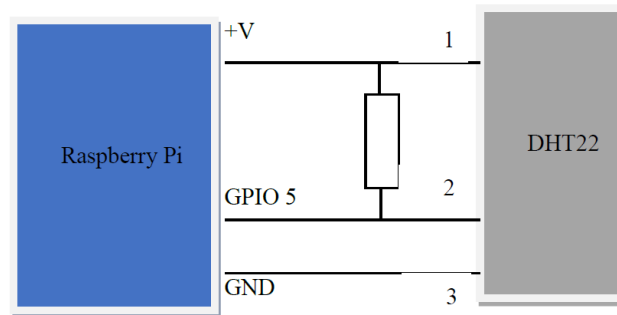 +V
1
Raspberry Pi
DHT22
GPIO 5
2
GND
3